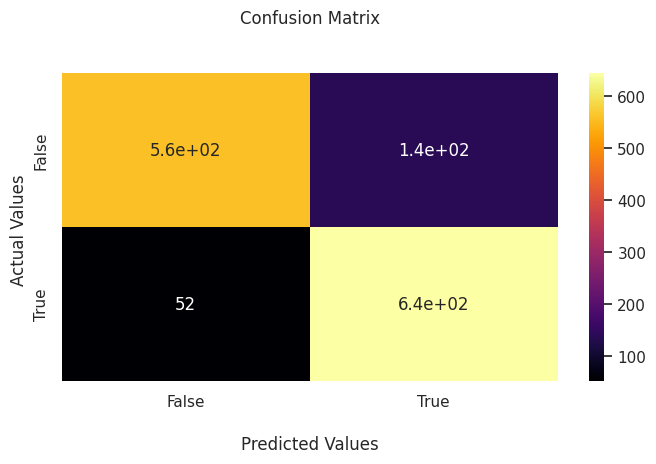 Confusion Matrix
False
5.6e+02
1.4e+02
True
52
6.4e+02
Actual Values
False
True
Predicted Values
600
500
400
300
200
100